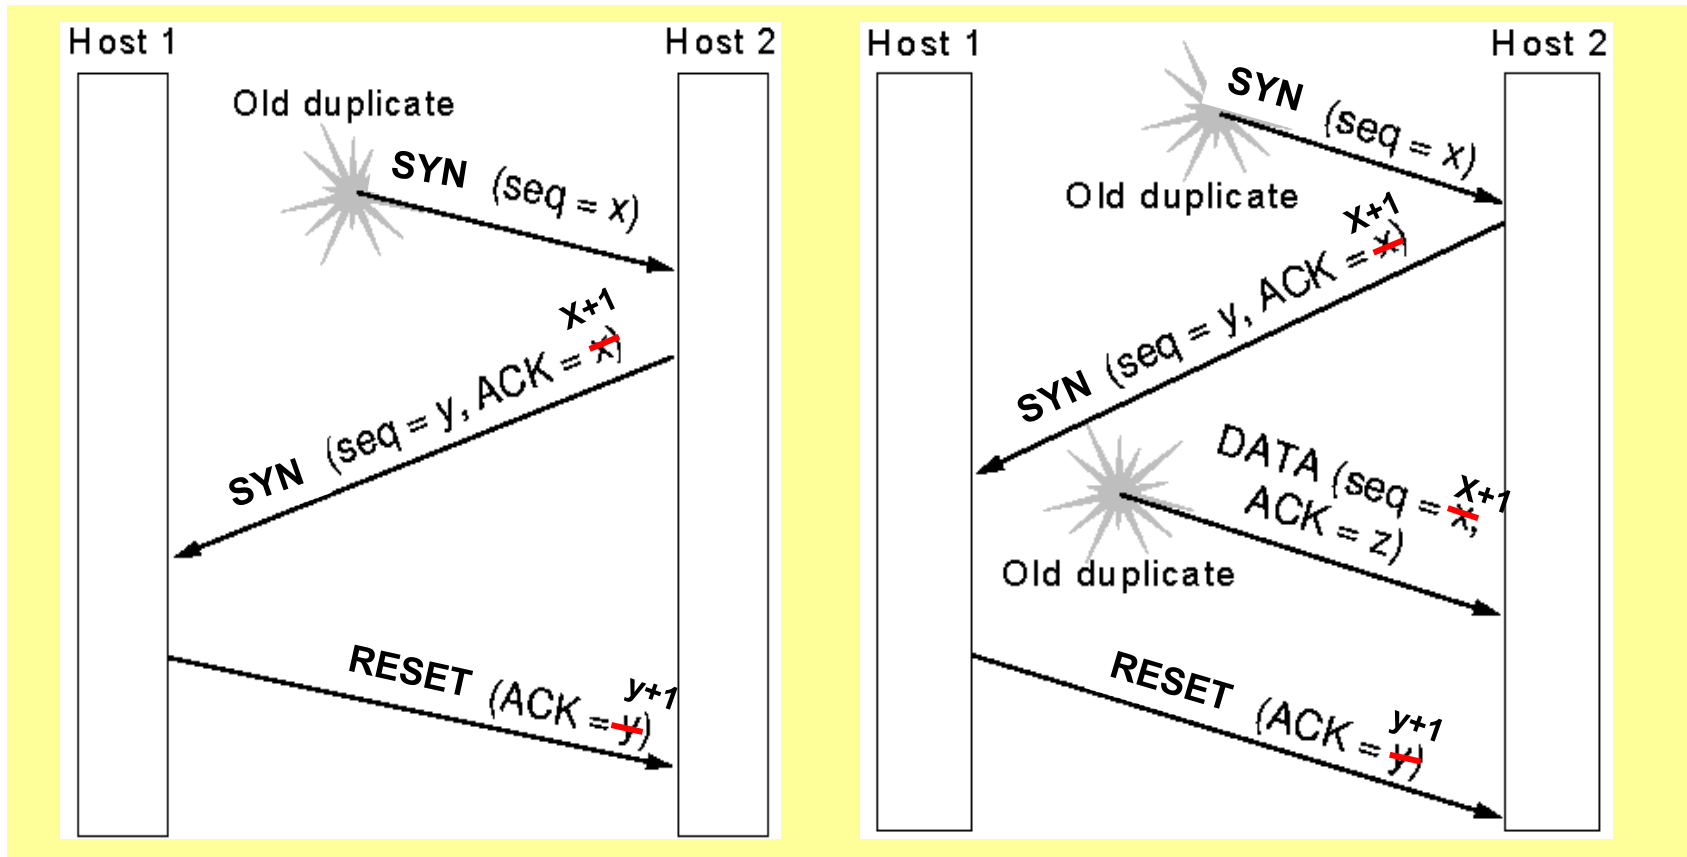 Host 1
Host 2
Old duplicate
SYN (seq = x)
X+1
SYN (seq = y, ACK = x)
RESET (ACK = y)
y+1
Host 1
Host 2
SYN (seq = x)
Old duplicate
X+1
SYN (seq = y, ACK = x)
DATA (seq = x,
X+1
ACK = z)
Old duplicate
RESET (ACK = y)
y+1